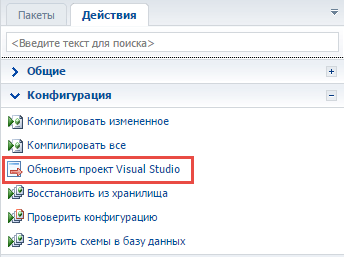 Пакеты Действия
<Введите текст для поиска>
Общие
Конфигурация
Компилировать измененное
Компилировать все
Обновить проект Visual Studio
Восстановить из хранилища
Проверить конфигурацию
Загрузить схемы в базу данных